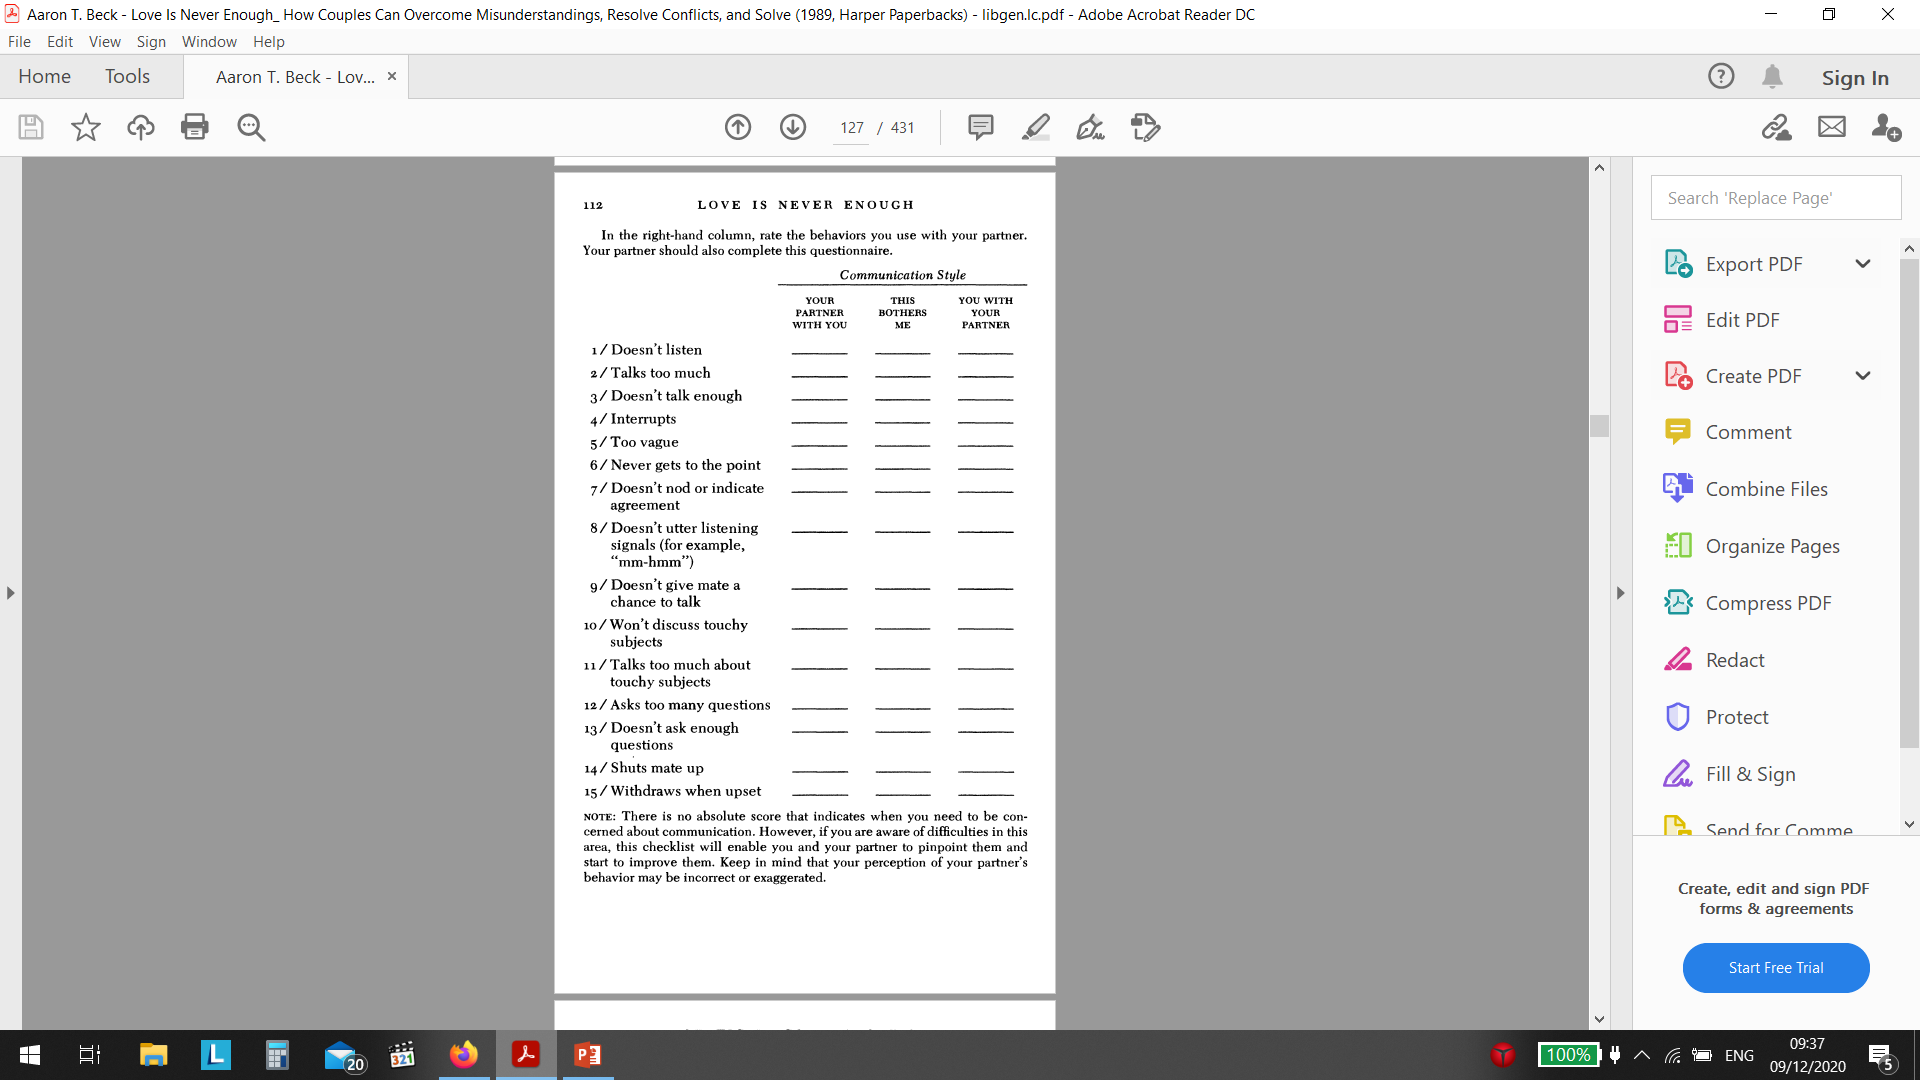 Aaron T. Beck - Love Is Never Enough_ How Couples Can Overcome Misunderstandings, Resolve Conflicts, and Solve (1989, Harper Paperbacks) - libgen.lc.pdf - Adobe Acrobat Reader DC
File Edit View Sign Window Help
Home Tools Aaron T. Beck - Lov... × Sign In
127 / 431
112 LOVE IS NEVER ENOUGH
In the right-hand column, rate the behaviors you use with your partner.
Your partner should also complete this questionnaire.
Communication Style
YOUR THIS YOU WITH
PARTNER BOTHERS YOUR
WITH YOU ME PARTNER
1/ Doesn't listen
2/ Talks too much
3/ Doesn't talk enough
4/ Interrupts
5/ Too vague
6/ Never gets to the point
7/ Doesn't nod or indicate
agreement
8/ Doesn't utter listening
signals (for example,
“mm-hmm”)
9/ Doesn't give mate a
chance to talk
10/ Won't discuss touchy
subjects
11/ Talks too much about
touchy subjects
12/ Asks too many questions
13/ Doesn't ask enough
questions
14/ Shuts mate up
15/ Withdraws when upset
NOTE: There is no absolute score that indicates when you need to be con-
cerned about communication. However, if you are aware of difficulties in this
area, this checklist will enable you and your partner to pinpoint them and
start to improve them. Keep in mind that your perception of your partner's
behavior may be incorrect or exaggerated.
Search 'Replace Page'
Export PDF
Edit PDF
Create PDF
Comment
Combine Files
Organize Pages
Compress PDF
Redact
Protect
Fill & Sign
Send for Comme
Create, edit and sign PDF
forms & agreements
Start Free Trial
L
20
321
100%
ENG
09:37
09/12/2020
5